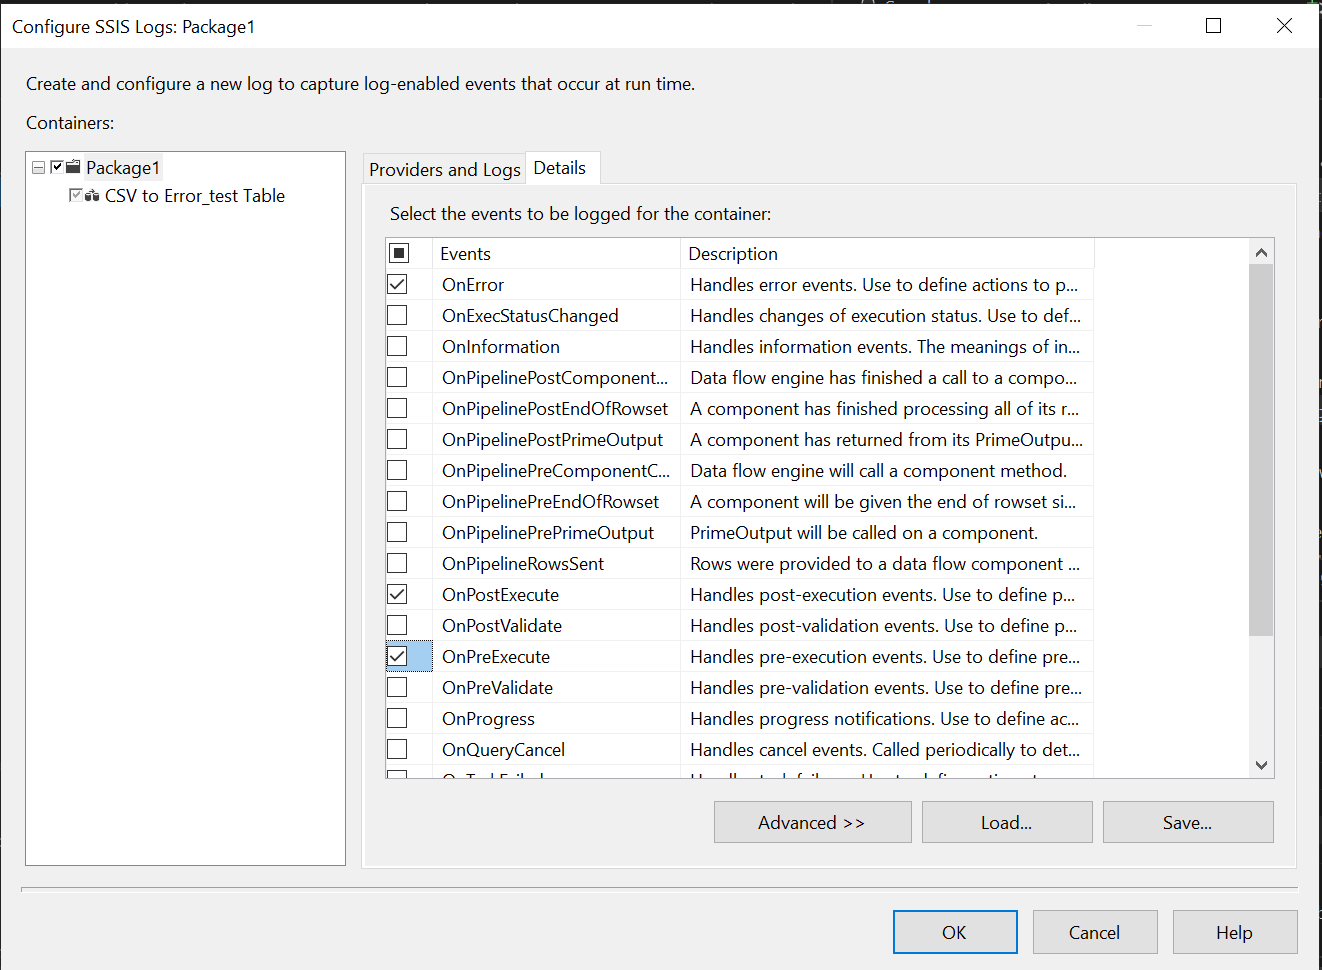 Configure SSIS Logs: Package1
Create and configure a new log to capture log-enabled events that occur at run time.
Containers:
Package1
CSV to Error_test Table
Providers and Logs
Details
Select the events to be logged for the container:
Events Description
OnError Handles error events. Use to define actions to p...
OnExecStatusChanged Handles changes of execution status. Use to def...
OnInformation Handles information events. The meanings of in...
OnPipelinePostComponent... Data flow engine has finished a call to a compo...
OnPipelinePostEndOfRowset A component has finished processing all of its r...
OnPipelinePostPrimeOutput A component has returned from its PrimeOutpu...
OnPipelinePreComponentC... Data flow engine will call a component method.
OnPipelinePreEndOfRowset A component will be given the end of rowset si...
OnPipelinePrePrimeOutput PrimeOutput will be called on a component.
OnPipelineRowsSent Rows were provided to a data flow component ...
OnPostExecute Handles post-execution events. Use to define p...
OnPostValidate Handles post-validation events. Use to define p...
OnPreExecute Handles pre-execution events. Use to define pre...
OnPreValidate Handles pre-validation events. Use to define pre...
OnProgress Handles progress notifications. Use to define ac...
OnQueryCancel Handles cancel events. Called periodically to det...
Advanced >> Load... Save...
OK Cancel Help